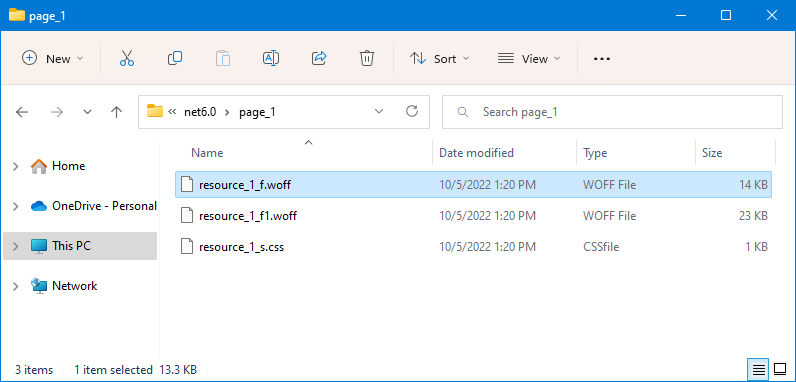 page_1
New Sort View
« net6.0 > page_1 Search page_1
Name Date modified Type Size
Home
OneDrive - Personal
This PC
Network
resource_1_f.woff 10/5/2022 1:20 PM WOFF File 14 KB
resource_1_f1.woff 10/5/2022 1:20 PM WOFF File 23 KB
resource_1_s.css 10/5/2022 1:20 PM CSSfile 1 KB
3 items 1 item selected 13.3 KB